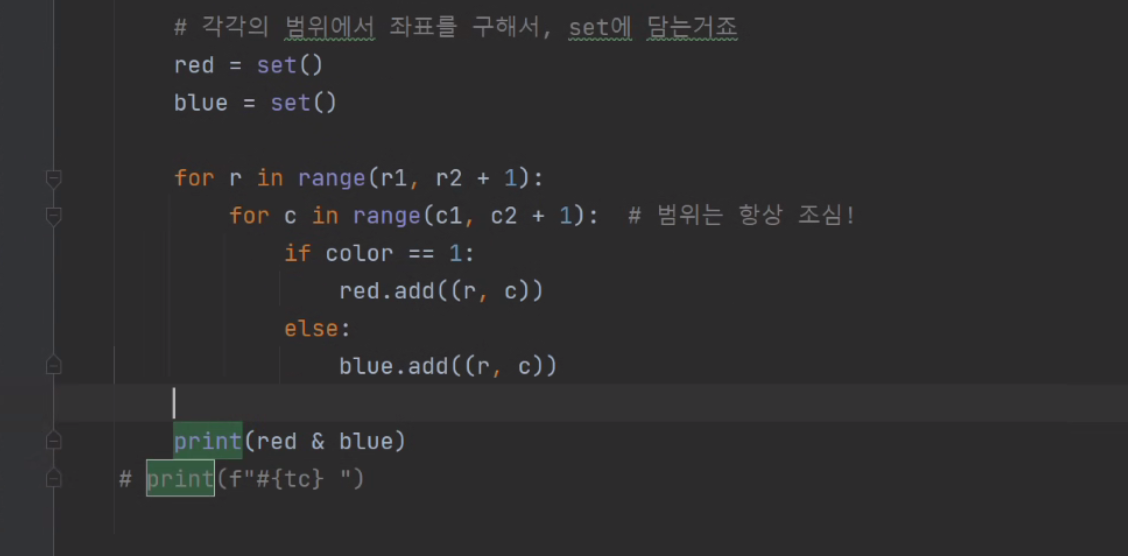 # 각각의 범위에서 좌표를 구해서, set에 담는거죠
red = set()
blue = set()
for r in range(r1, r2 + 1):
for c in range(c1, c2 + 1):  # 범위는 항상 조심!
if color == 1:
red.add((r, c))
else:
blue.add((r, c))
print(red & blue)
# print(f"#{tc} ")